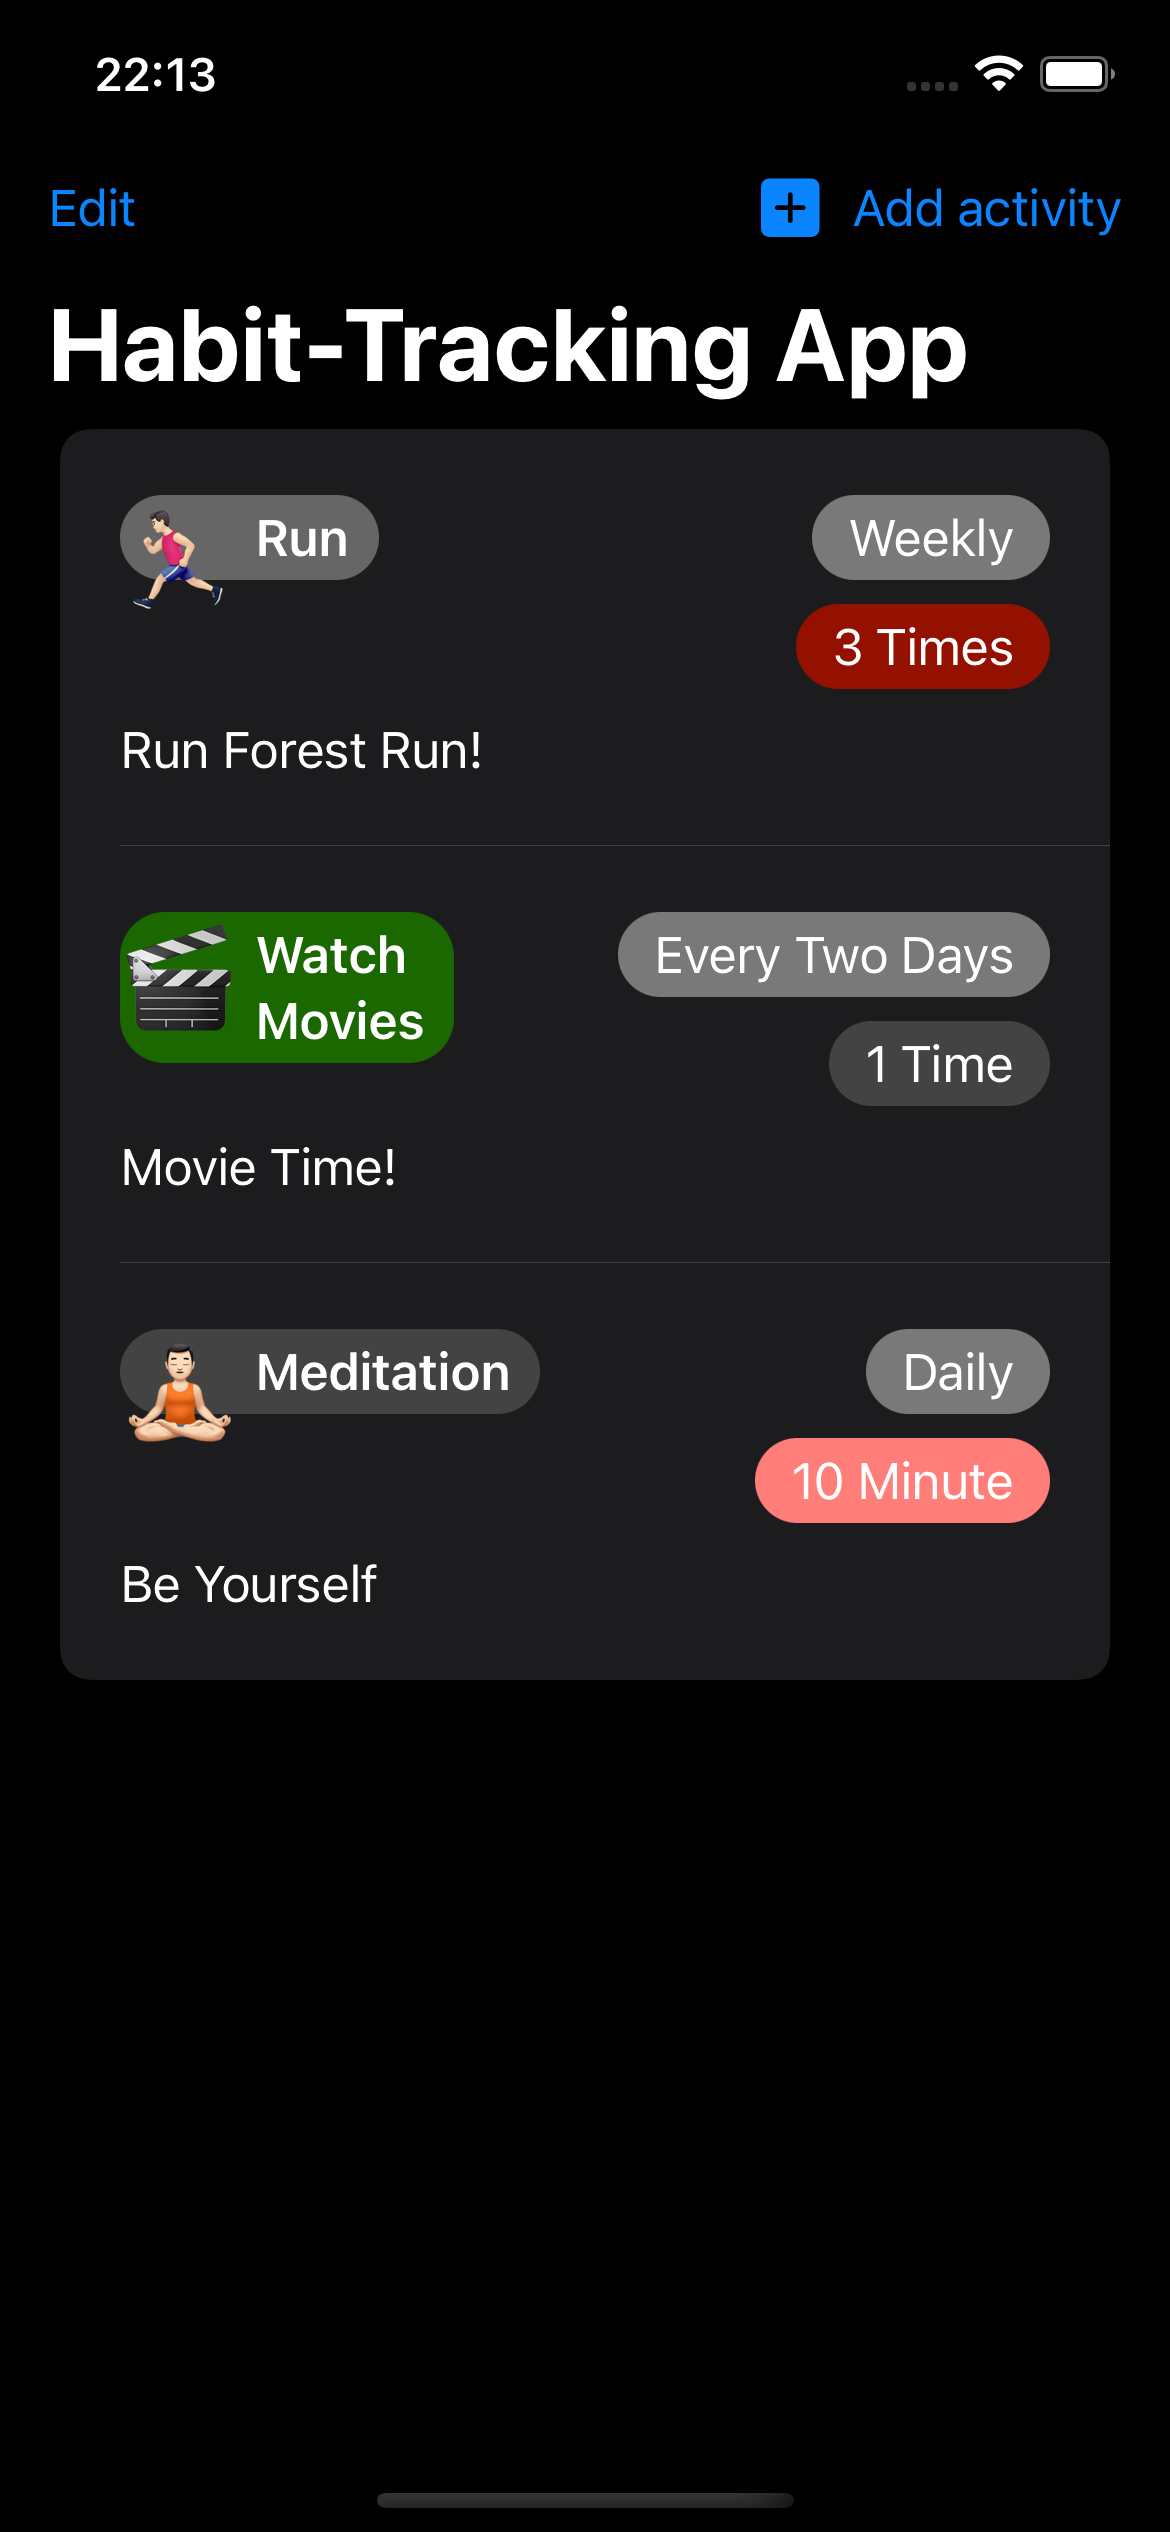 22:13
Edit
Add activity
Habit-Tracking App
Run
Weekly
3 Times
Run Forest Run!
Watch
Movies
Every Two Days
1 Time
Movie Time!
Meditation
Daily
10 Minute
Be Yourself